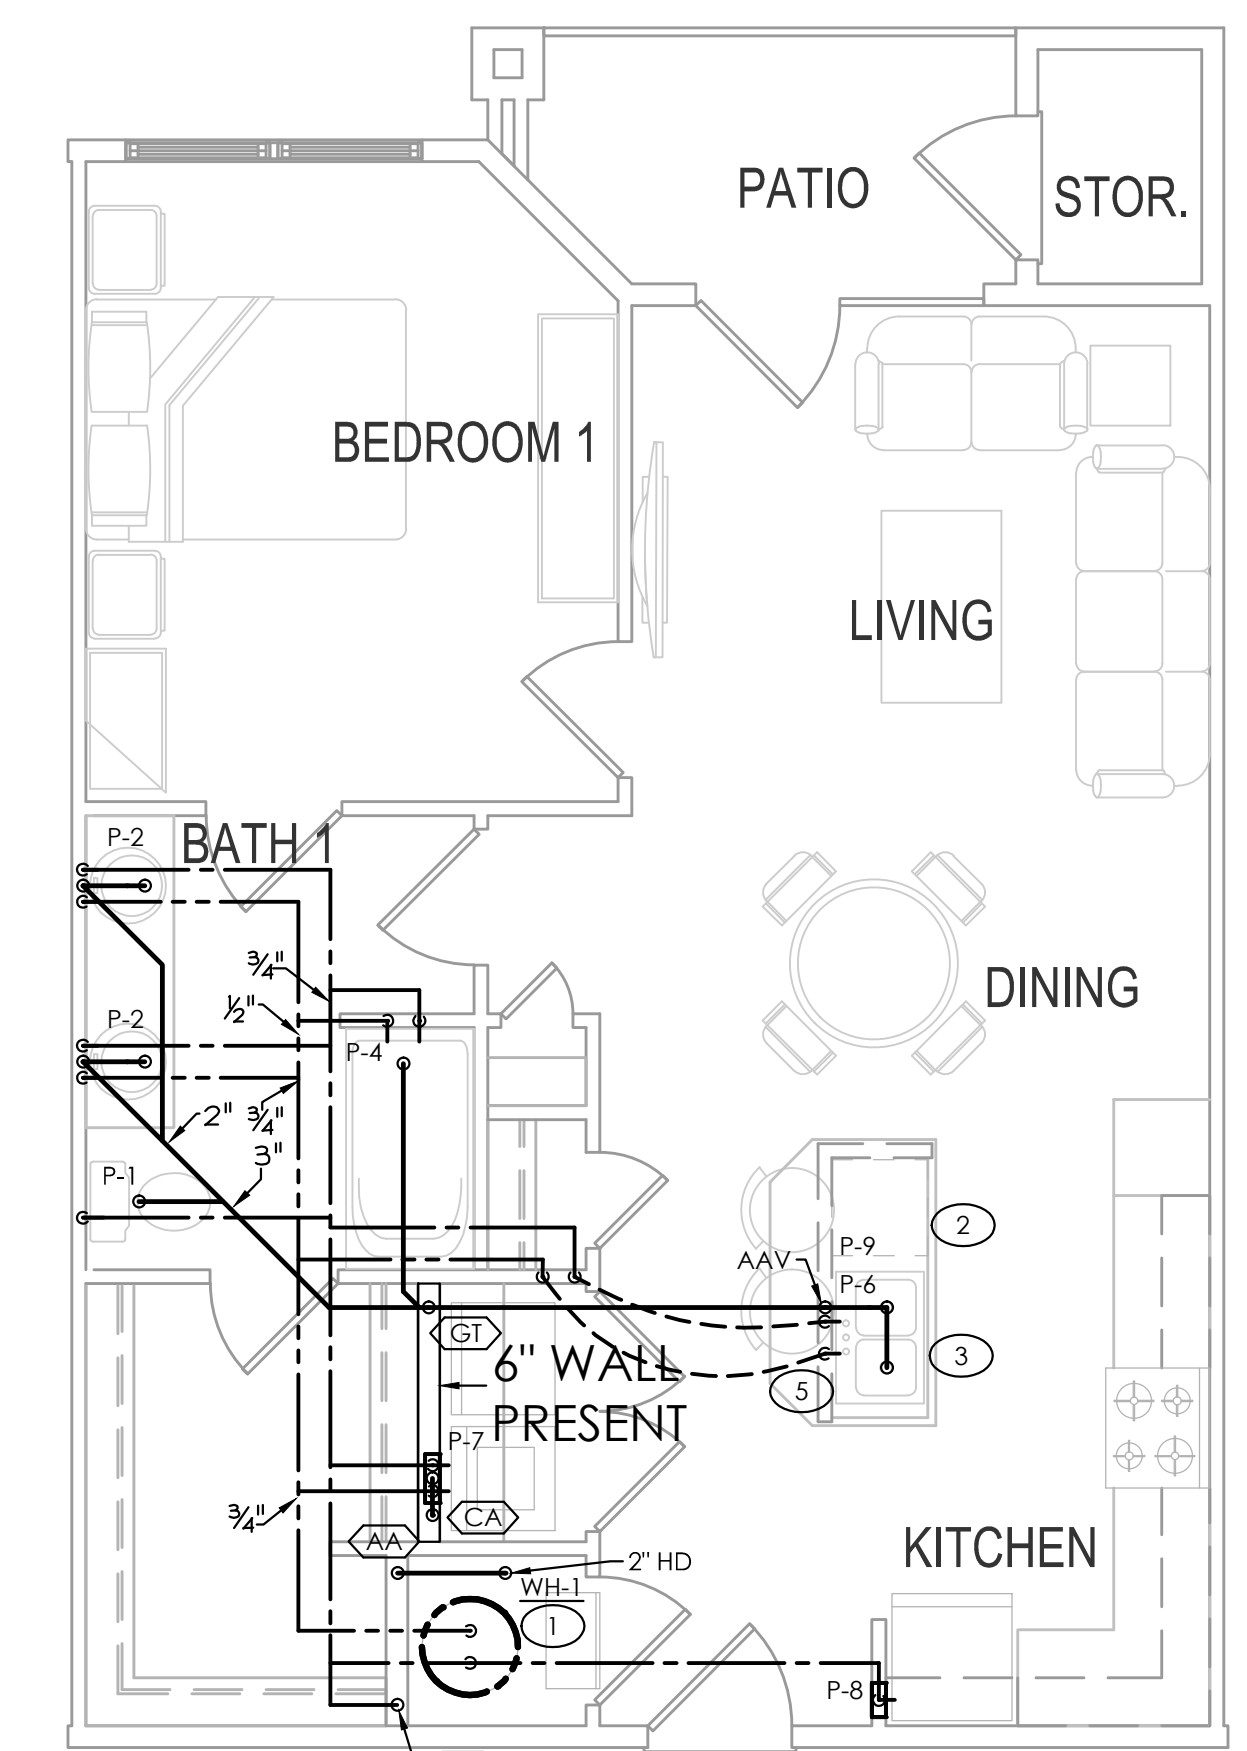 PATIO
STOR.
BEDROOM 1
LIVING
P-2
BATH 1
3/4"
1/2"
DINING
P-2
P-4
2"
3/4"
3"
P-1
2
P-9
AAV
P-6
GT
6" WALL
PRESENT
3
5
P-7
3/4"
CA
AA
2" HD
KITCHEN
WH-1
1
P-8